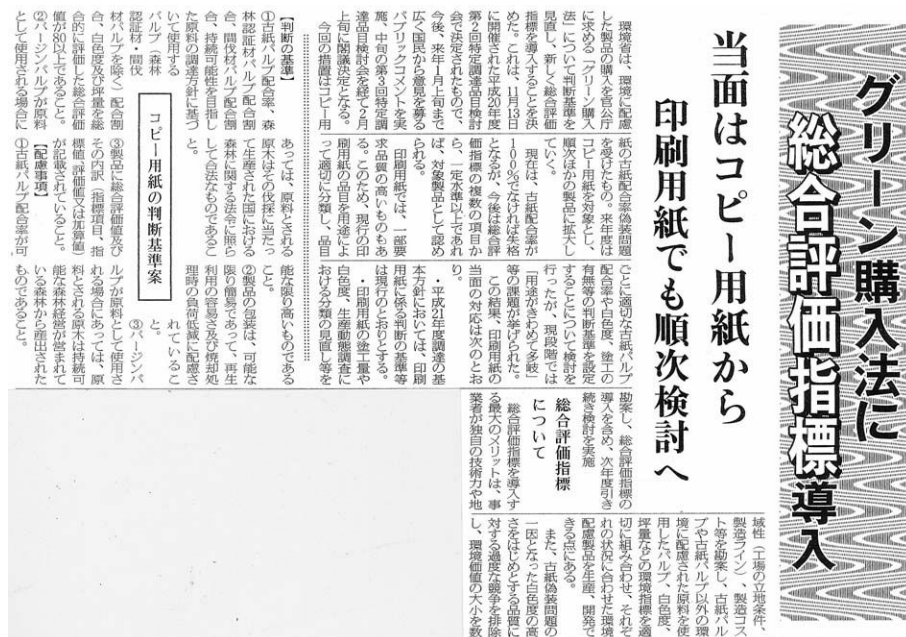 グリーン購入法に
総合評価指標導入
当面はコピー用紙から
印刷用紙でも順次検討へ
環境省は、環境に配慮
した製品の購入を官公庁
に求める「グリーン購入
法」について判断基準を
見直し、新しく総合評価
指標を導入することを決
めた。これは、11月13日
に開催された平成20年度
第2回特定調達品目検討
会で決定されたもので、
今後、来年1月上旬まで
広く国民から意見を募る
パブリックコメントを実
施、中旬の第3回特定調
達品目検討会を経て2月
上旬に閣議決定となる。
今回の措置はコピー用
紙の古紙配合率偽装問題
を受けたもの。来年度は
コピー用紙を対象とし、
順次ほかの製品に拡大し
ていく。
現在は、古紙配合率が
100%でなければ失格
となるが、今後は総合評
価指標の複数の項目か
ら、一定水準以上であれ
ば、対象製品として認め
られる。
印刷用紙では、一部要
求品質の高いものもあ
る。このため、現行の印
刷用紙の品目を用途によ
って適切に分類し、品目
ごとに適切な古紙パルプ
配合率や白色度、塗工の
有無等の判断基準を設定
することについて検討を
行ったが、現段階では
「用途がきわめて多岐」
等の課題が挙げられた。
この結果、印刷用紙の
当面の対応は次のとお
り。
・平成21年度調達の基
本方針においては、印刷
用紙に係る判断の基準等
は現行のとおりとする。
・印刷用紙の塗工量や
白色度、生産動態調査に
おける分類の見直し等を
勘案し、総合評価指標の
導入を含め、次年度引き
続き検討を実施
総合評価指標
について
総合評価指標を導入す
る最大のメリットは、事
業者が独自の技術力や地
域性（工場の立地条件、
製造ライン）、製造コス
ト等を勘案し、古紙パル
プや古紙パルプ以外の環
境に配慮された原料を使
用したパルプ、白色度、
坪量などの環境指標を適
切に組み合わせ、それぞ
れの状況に合わせた環境
配慮製品を生産、開発で
きる点にある。
また、古紙偽装問題の
一因となった白色度の高
さをはじめとする品質に
対する過度な競争を排除
し、環境価値の大小を数
コピー用紙の判断基準案
【判断の基準】
①古紙パルプ配合率、森
林認証材パルプ配合割
合、間伐材パルプ配合割
合、持続可能性を目指し
た原料の調達方針に基づ
いて使用する
パルプ（森林
認証材・間伐
材パルプを除く）配合割
合、白色度及び坪量を総
合的に評価した総合評価
値が80以上であること。
②バージンパルプが原料
として使用される場合に
あっては、原料とされる
原木はその伐採に当たっ
て生産された国における
森林に関する法令に照ら
して合法なものであるこ
と。
③製品に総合評価値及び
その内訳（指標項目、指
標値、評価値又は加算値）
が記載されていること。
【配慮事項】
①古紙パルプ配合率が可
能な限り高いものである
こと。
②製品の包装は、可能な
限り簡易であって、再生
利用の容易さ及び焼却処
理時の負荷低減に配慮さ
れているこ
と。
③バージンパ
ルプが原料として使用さ
れる場合にあっては、原
料とされる原木は持続可
能な森林経営が営まれて
いる森林から産出された
ものであること。